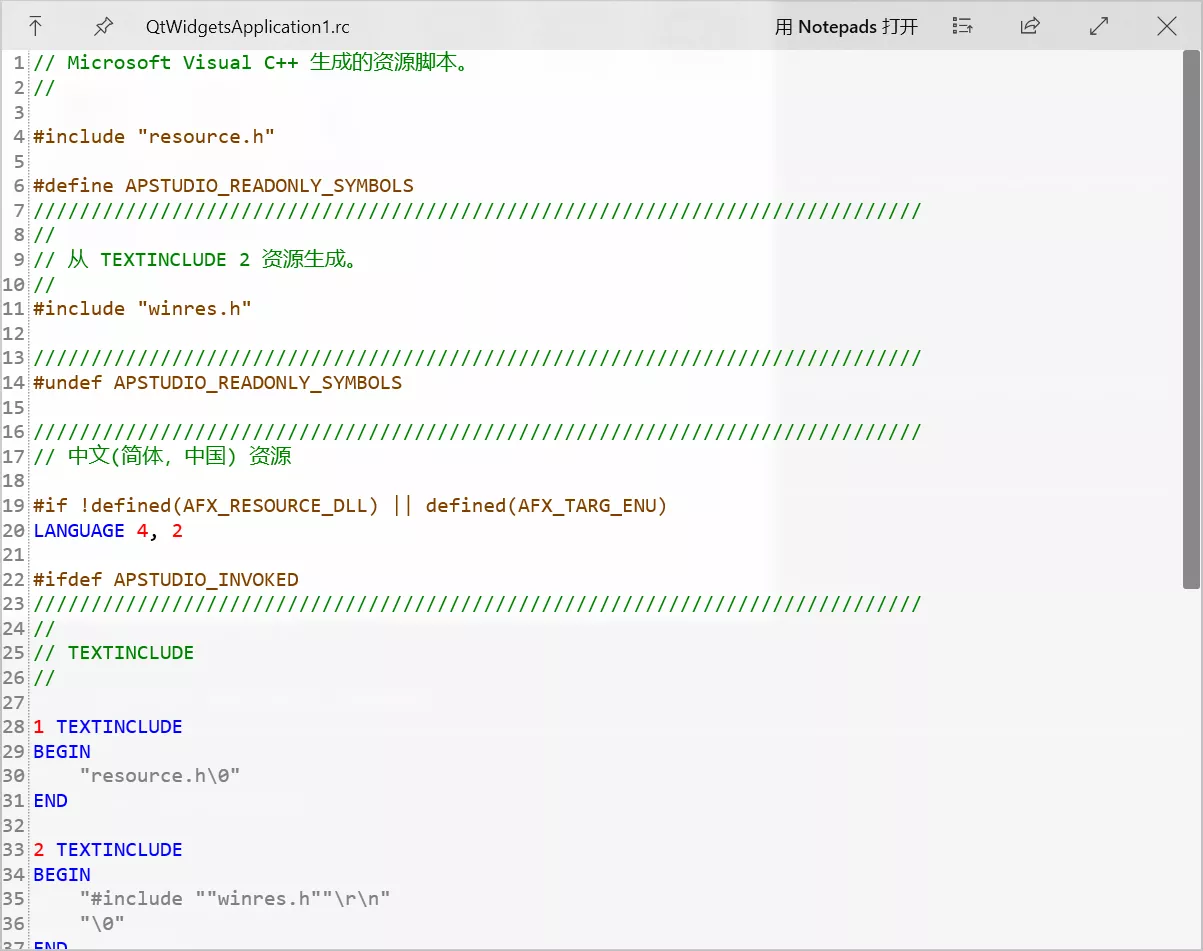 QtWidgetsApplication1.rc 用 Notepads 打开
1 // Microsoft Visual C++ 生成的资源脚本。
2 //
3
4 #include "resource.h"
5
6 #define APSTUDIO_READONLY_SYMBOLS
7 /////////////////////////////////////////////////////////////////////////////
8 //
9 // 从 TEXTINCLUDE 2 资源生成。
10 //
11 #include "winres.h"
12
13 /////////////////////////////////////////////////////////////////////////////
14 #undef APSTUDIO_READONLY_SYMBOLS
15
16 /////////////////////////////////////////////////////////////////////////////
17 // 中文(简体，中国) 资源
18
19 #if !defined(AFX_RESOURCE_DLL) || defined(AFX_TARG_ENU)
20 LANGUAGE 4, 2
21
22 #ifdef APSTUDIO_INVOKED
23 /////////////////////////////////////////////////////////////////////////////
24 //
25 // TEXTINCLUDE
26 //
27
28 1 TEXTINCLUDE
29 BEGIN
30     "resource.h\0"
31 END
32
33 2 TEXTINCLUDE
34 BEGIN
35     "#include ""winres.h""\r\n"
36     "\0"
37 END